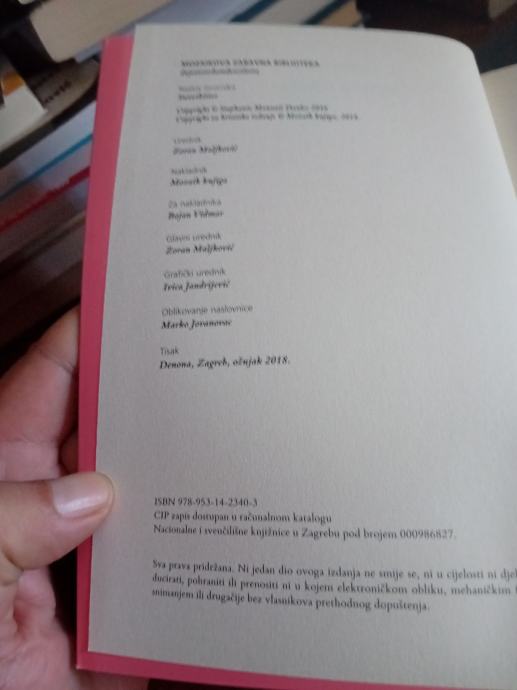 MOZAIKOVA ZABAVNA BIBLIOTEKA
Naslov izvornika
Urednik
Zoran Maljković
Nakladnik
Mozaik knjiga
Za nakladnika
Bojan Vidmar
Glavni urednik
Zoran Maljković
Grafički urednik
Ivica Jandrijević
Oblikovanje naslovnice
Marko Jovanovac
Tisak
Denona, Zagreb, ožujak 2018.
ISBN 978-953-14-2340-3
CIP zapis dostupan u računalnom katalogu
Nacionalne i sveučilišne knjižnice u Zagrebu pod brojem 000986827.
Sva prava pridržana. Ni jedan dio ovoga izdanja ne smije se, ni u cijelosti ni
ducirati, pohraniti ili prenositi ni u kojem elektroničkom obliku, mehaničkim
snimanjem ili drugačije bez vlasnikova prethodnog dopuštenja.